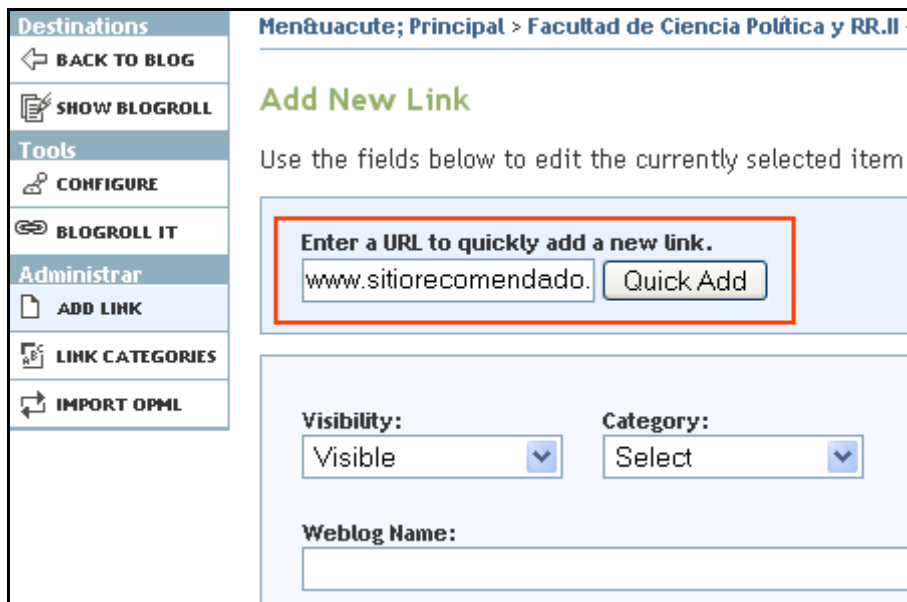 Destinations
BACK TO BLOG
SHOW BLOGROLL
Tools
CONFIGURE
BLOGROLL IT
Administrar
ADD LINK
LINK CATEGORIES
IMPORT OPML
Men&uacute; Principal > Facultad de Ciencia Política y RR.II
Add New Link
Use the fields below to edit the currently selected item
Enter a URL to quickly add a new link.
www.sitiorecomendado. Quick Add
Visibility: Category:
Visible Select
Weblog Name: